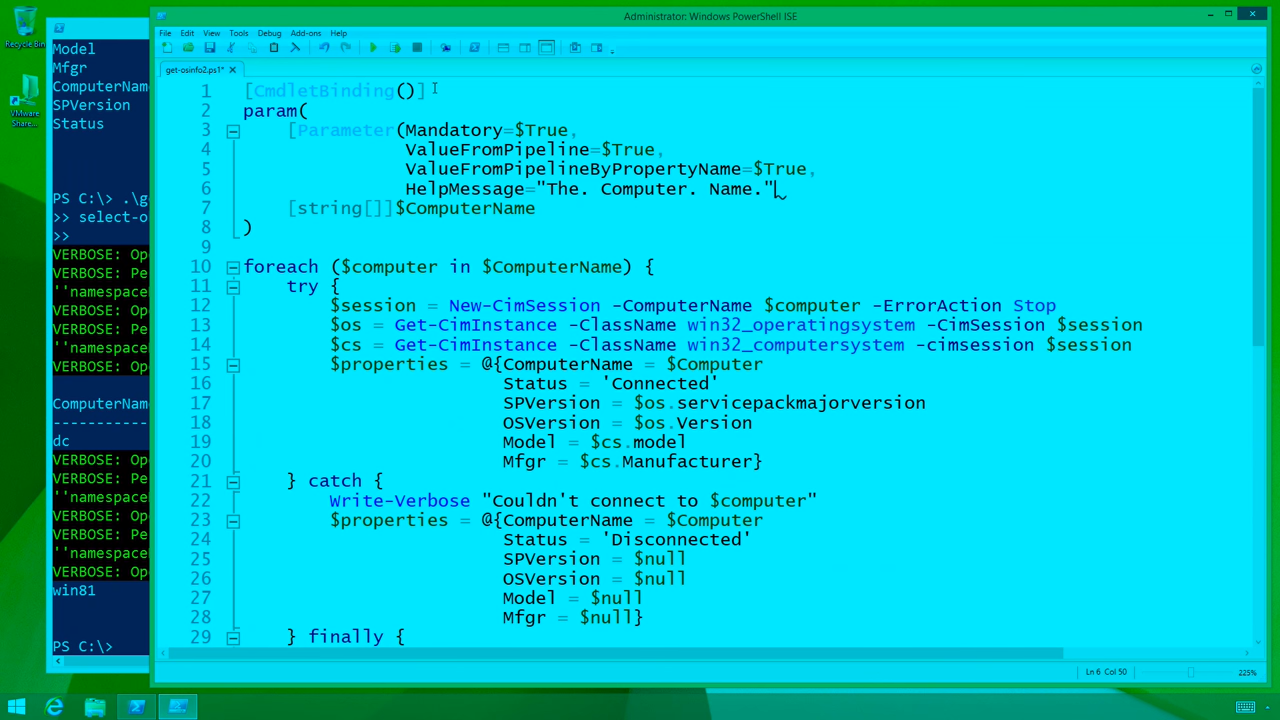 Administrator: Windows PowerShell ISE
File Edit View Tools Debug Add-ons Help
get-osinfo2.ps1* X
1 [CmdletBinding()]
2 param(
3 [Parameter(Mandatory=$True,
4 ValueFromPipeline=$True,
5 ValueFromPipelineByPropertyName=$True,
6 HelpMessage="The. Computer. Name."
7 [string[]]$ComputerName
8 )
9
10 foreach ($computer in $ComputerName) {
11 try {
12 $session = New-CimSession -ComputerName $computer -ErrorAction Stop
13 $os = Get-CimInstance -ClassName win32_operatingsystem -CimSession $session
14 $cs = Get-CimInstance -ClassName win32_computersystem -cimsession $session
15 $properties = @{ComputerName = $Computer
16 Status = 'Connected'
17 SPVersion = $os.servicepackmajorversion
18 OSVersion = $os.Version
19 Model = $cs.model
20 Mfgr = $cs.Manufacturer}
21 } catch {
22 Write-Verbose "Couldn't connect to $computer"
23 $properties = @{ComputerName = $Computer
24 Status = 'Disconnected'
25 SPVersion = $null
26 OSVersion = $null
27 Model = $null
28 Mfgr = $null}
29 } finally {
Ln 6 Col 50
225%
Recycle Bin
VMware
Share...
Model
Mfgr
ComputerNam
SPVersion
Status
PS C:\> .\g
>> select-o
>>
VERBOSE: Op
VERBOSE: Pe
''namespace
VERBOSE: Op
VERBOSE: Pe
''namespace
VERBOSE: Op
ComputerNam
-----------
dc
VERBOSE: Op
VERBOSE: Pe
''namespace
VERBOSE: Op
VERBOSE: Pe
''namespace
VERBOSE: Op
win81
PS C:\>